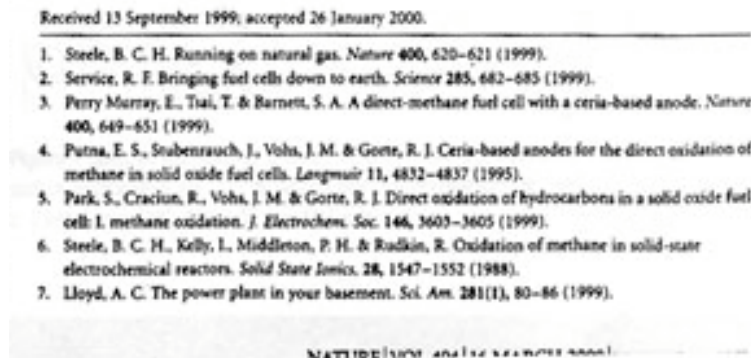 Received 13 September 1999; accepted 26 January 2000.
1. Steele, B. C. H. Running on natural gas. Nature 400, 620–621 (1999).
2. Service, R. F. Bringing fuel cells down to earth. Science 285, 682–685 (1999).
3. Perry Murray, E., Tsai, T. & Barnett, S. A. A direct-methane fuel cell with a ceria-based anode. Nature
400, 649–651 (1999).
4. Putna, E. S., Stubenrauch, J., Vohs, J. M. & Gorte, R. J. Ceria-based anodes for the direct oxidation of
methane in solid oxide fuel cells. Langmuir 11, 4832–4837 (1995).
5. Park, S., Craciun, R., Vohs, J. M. & Gorte, R. J. Direct oxidation of hydrocarbons in a solid oxide fuel
cell: I. methane oxidation. J. Electrochem. Soc. 146, 3603–3605 (1999).
6. Steele, B. C. H., Kelly, I., Middleton, P. H. & Rudkin, R. Oxidation of methane in solid-state
electrochemical reactors. Solid State Ionics. 28, 1547–1552 (1988).
7. Lloyd, A. C. The power plant in your basement. Sci. Am. 281(1), 80–86 (1999).
NATURE | VOL 404 | 16 MARCH 2000 |